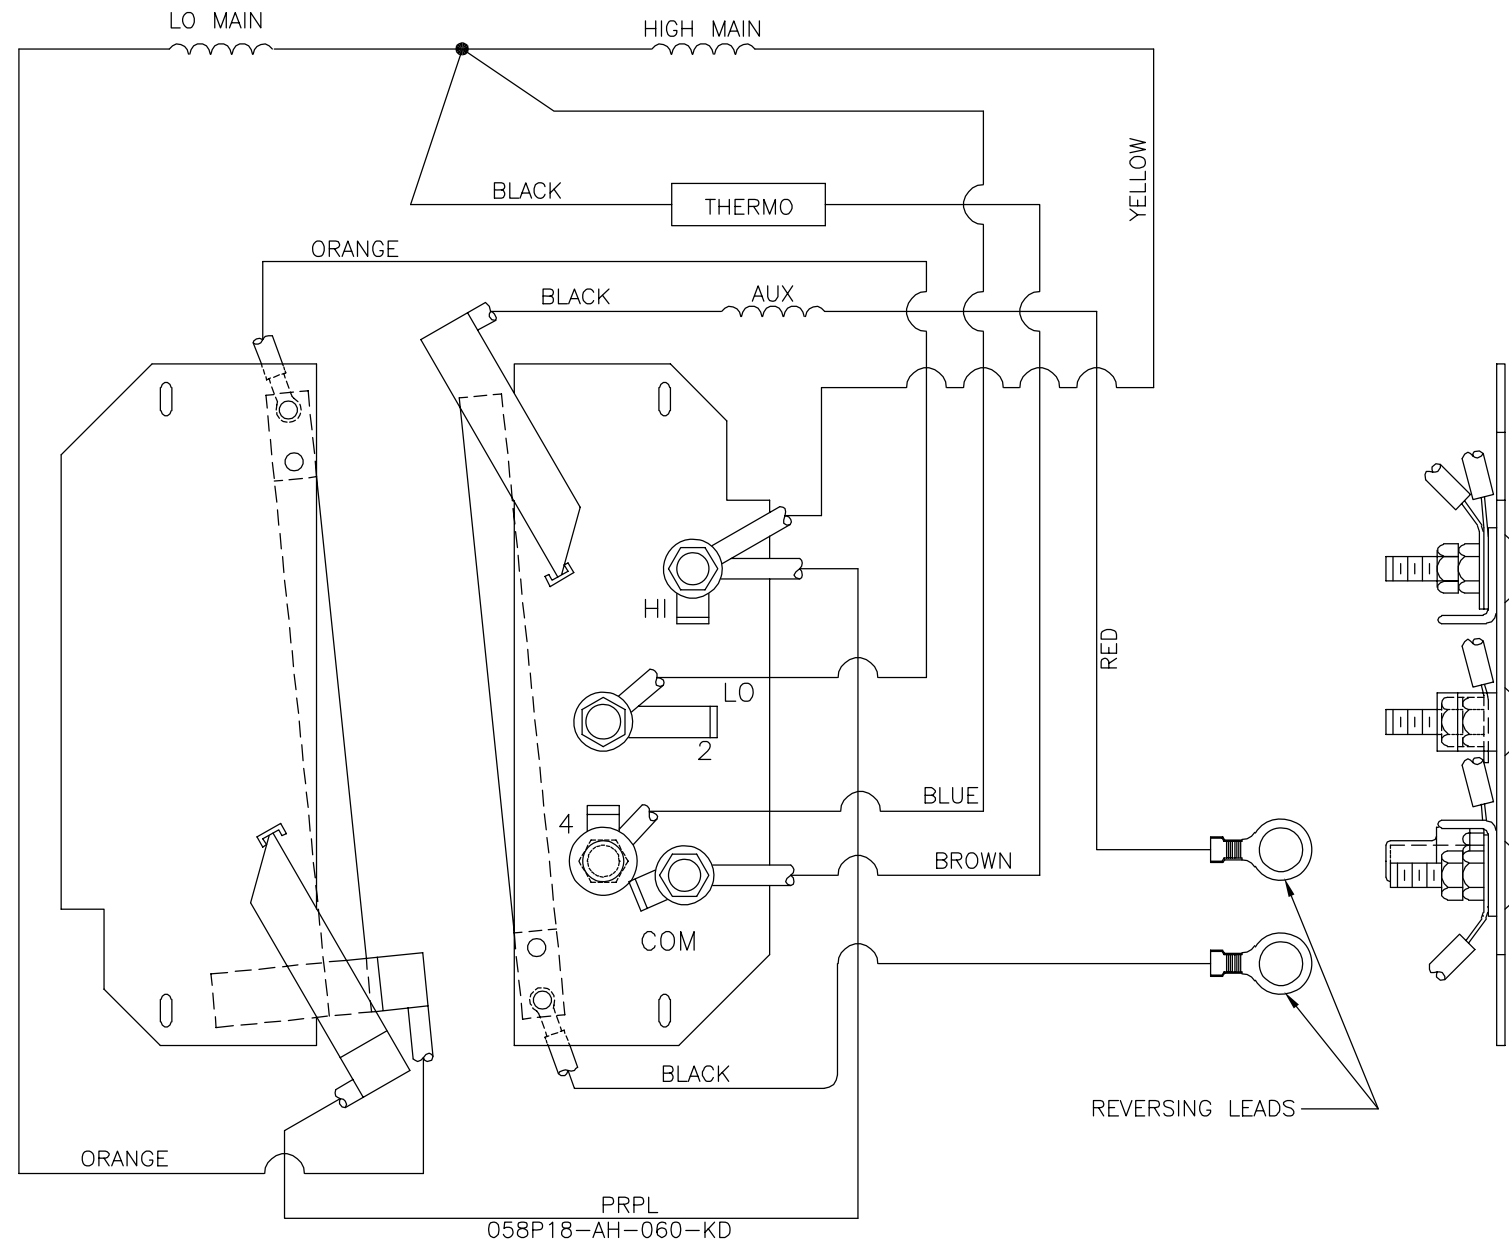 LO MAIN
HIGH MAIN
YELLOW
BLACK
THERMO
ORANGE
BLACK
AUX
HI
RED
LO
2
BLUE
4
BROWN
COM
BLACK
REVERSING LEADS
ORANGE
PRPL
058P18-AH-060-KD